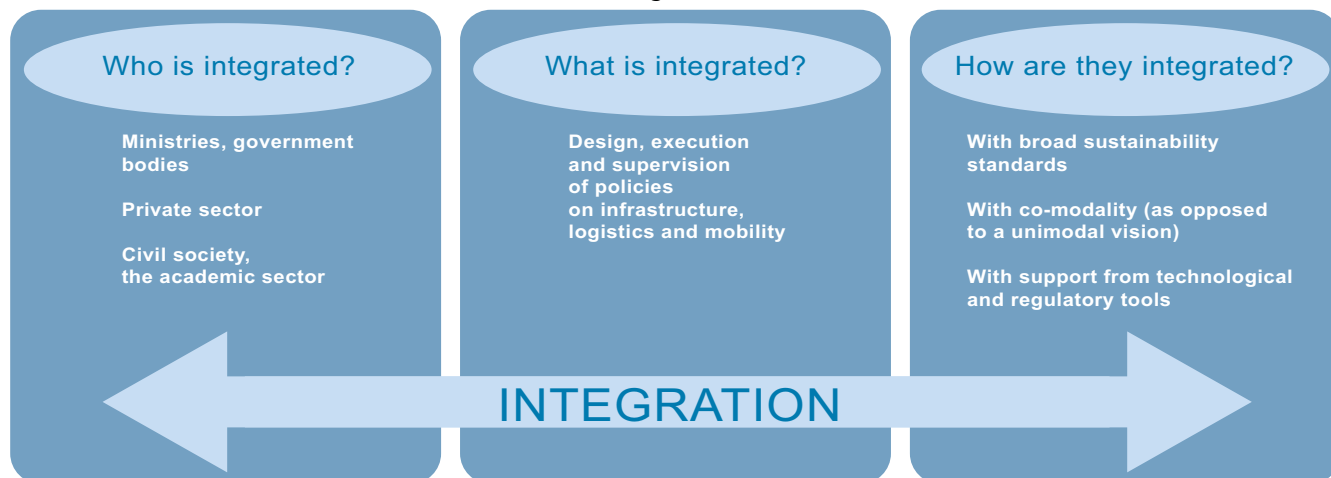 Who is integrated?
Ministries, government
bodies
Private sector
Civil society,
the academic sector
What is integrated?
Design, execution
and supervision
of policies
on infrastructure,
logistics and mobility
How are they integrated?
With broad sustainability
standards
With co-modality (as opposed
to a unimodal vision)
With support from technological
and regulatory tools
INTEGRATION